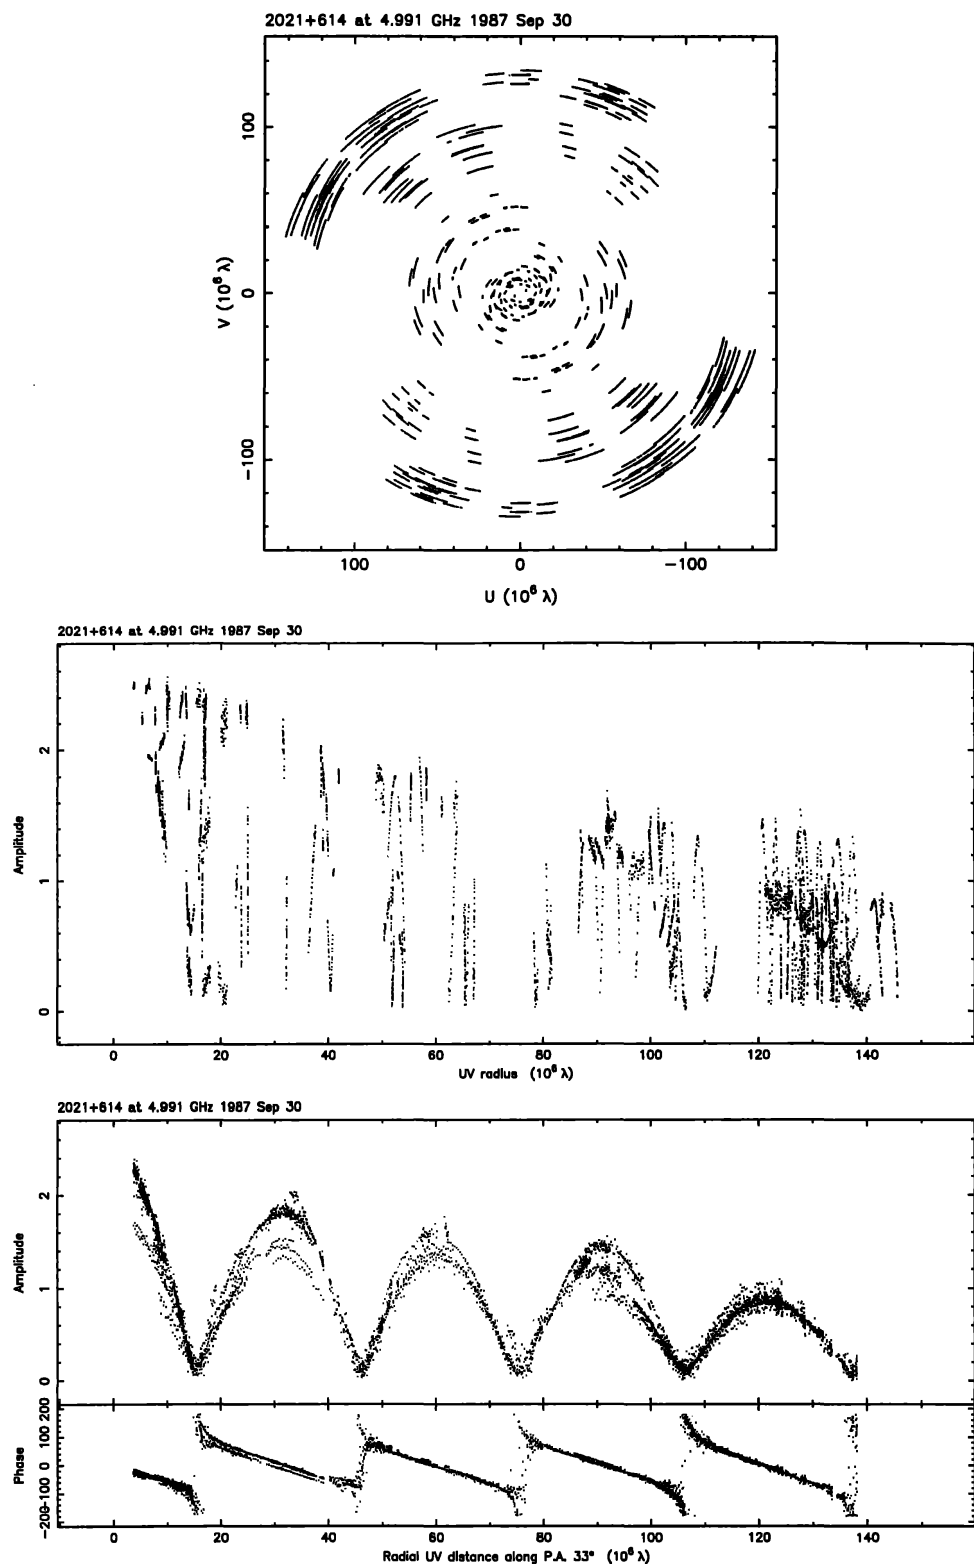 2021+614 at 4.991 GHz 1987 Sep 30
100
0
-100
V (10⁶ λ)
100 0 -100
U (10⁶ λ)
2021+614 at 4.991 GHz 1987 Sep 30
2
1
0
Amplitude
0 20 40 60 80 100 120 140
UV radius (10⁶ λ)
2021+614 at 4.991 GHz 1987 Sep 30
2
1
0
Amplitude
200
100
0
-100
-200
Phase
0 20 40 60 80 100 120 140
Radial UV distance along P.A. 33° (10⁶ λ)